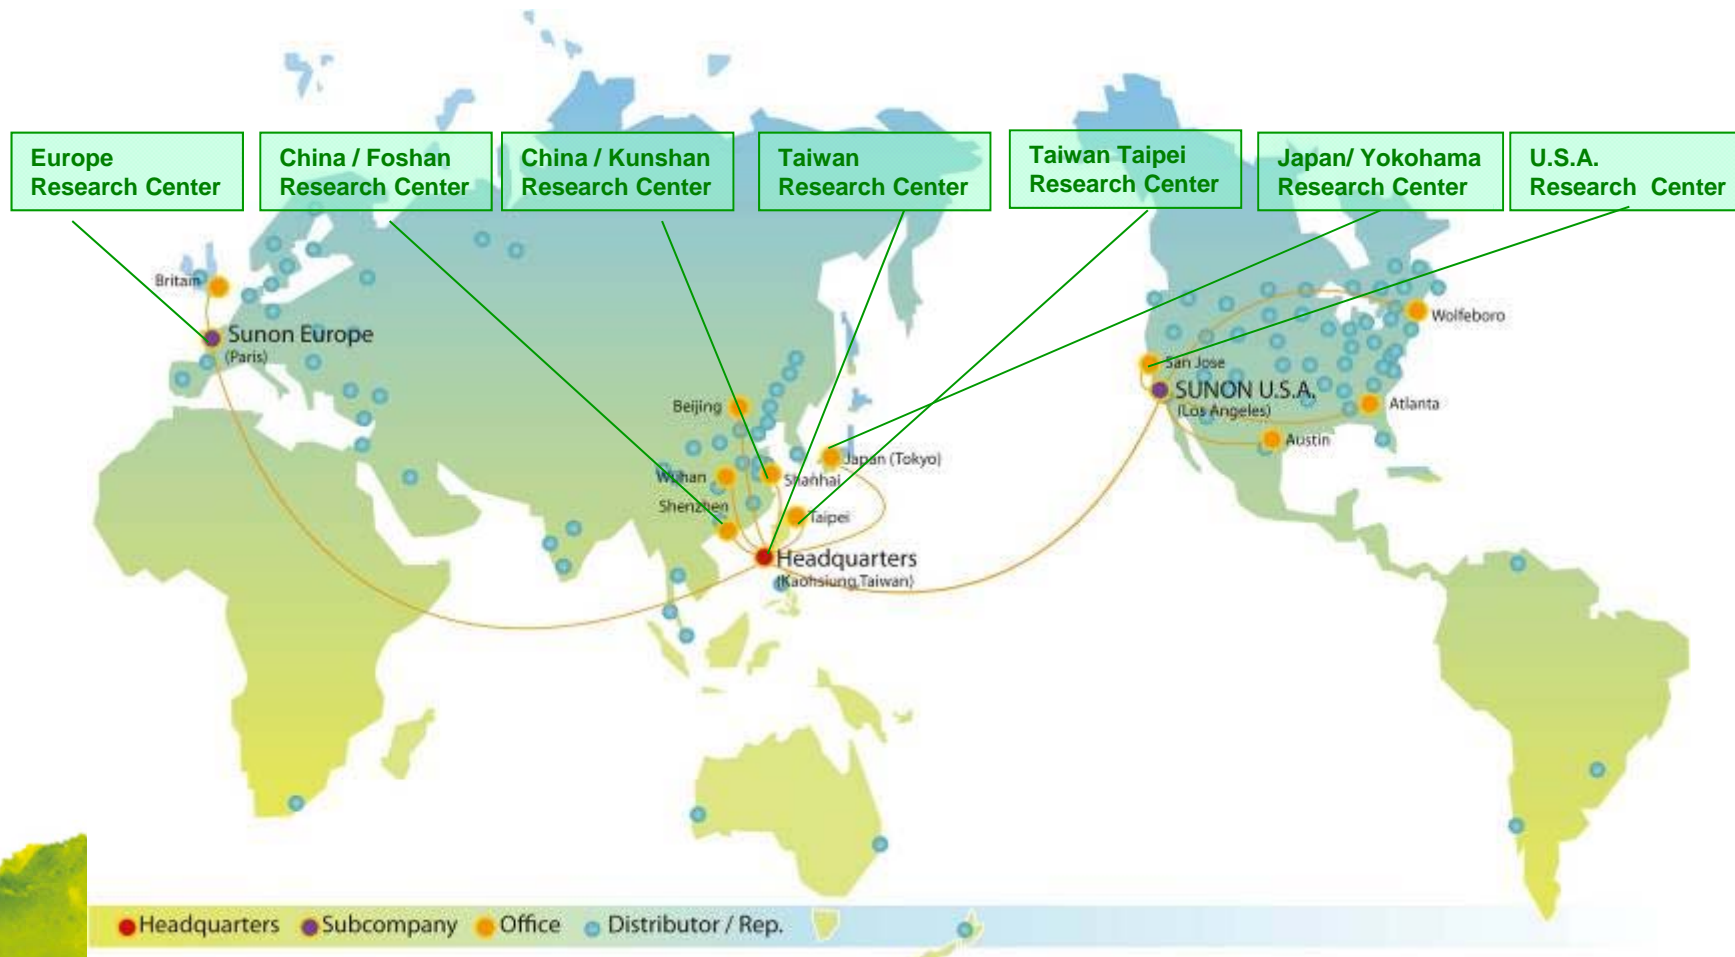 Europe
Research Center
China / Foshan
Research Center
China / Kunshan
Research Center
Taiwan
Research Center
Taiwan Taipei
Research Center
Japan/ Yokohama
Research Center
U.S.A.
Research Center
Britain
Sunon Europe
(Paris)
Beijing
Wuhan
Shenzhen
Shanhai
Japan (Tokyo)
Taipei
Headquarters
(Kaohsiung,Taiwan)
San Jose
SUNON U.S.A.
(Los Angeles)
Wolfeboro
Atlanta
Austin
Headquarters
Subcompany
Office
Distributor / Rep.